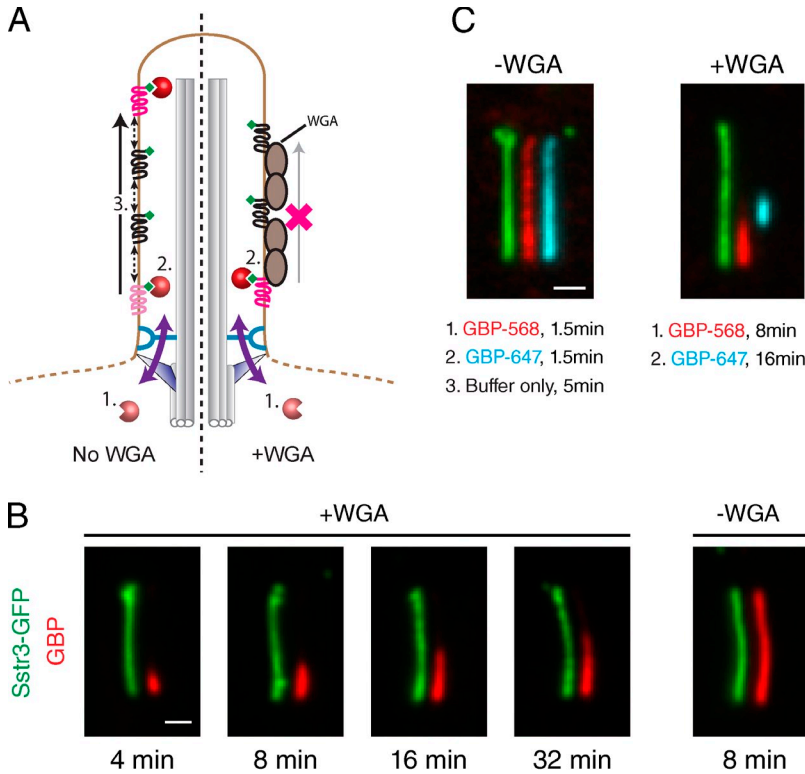 A
WGA
3.
2.
2.
1.
1.
No WGA
+WGA
C
-WGA
+WGA
1. GBP-568, 1.5min
2. GBP-647, 1.5min
3. Buffer only, 5min
1. GBP-568, 8min
2. GBP-647, 16min
B
+WGA
-WGA
Sstr3-GFP
GBP
4 min
8 min
16 min
32 min
8 min